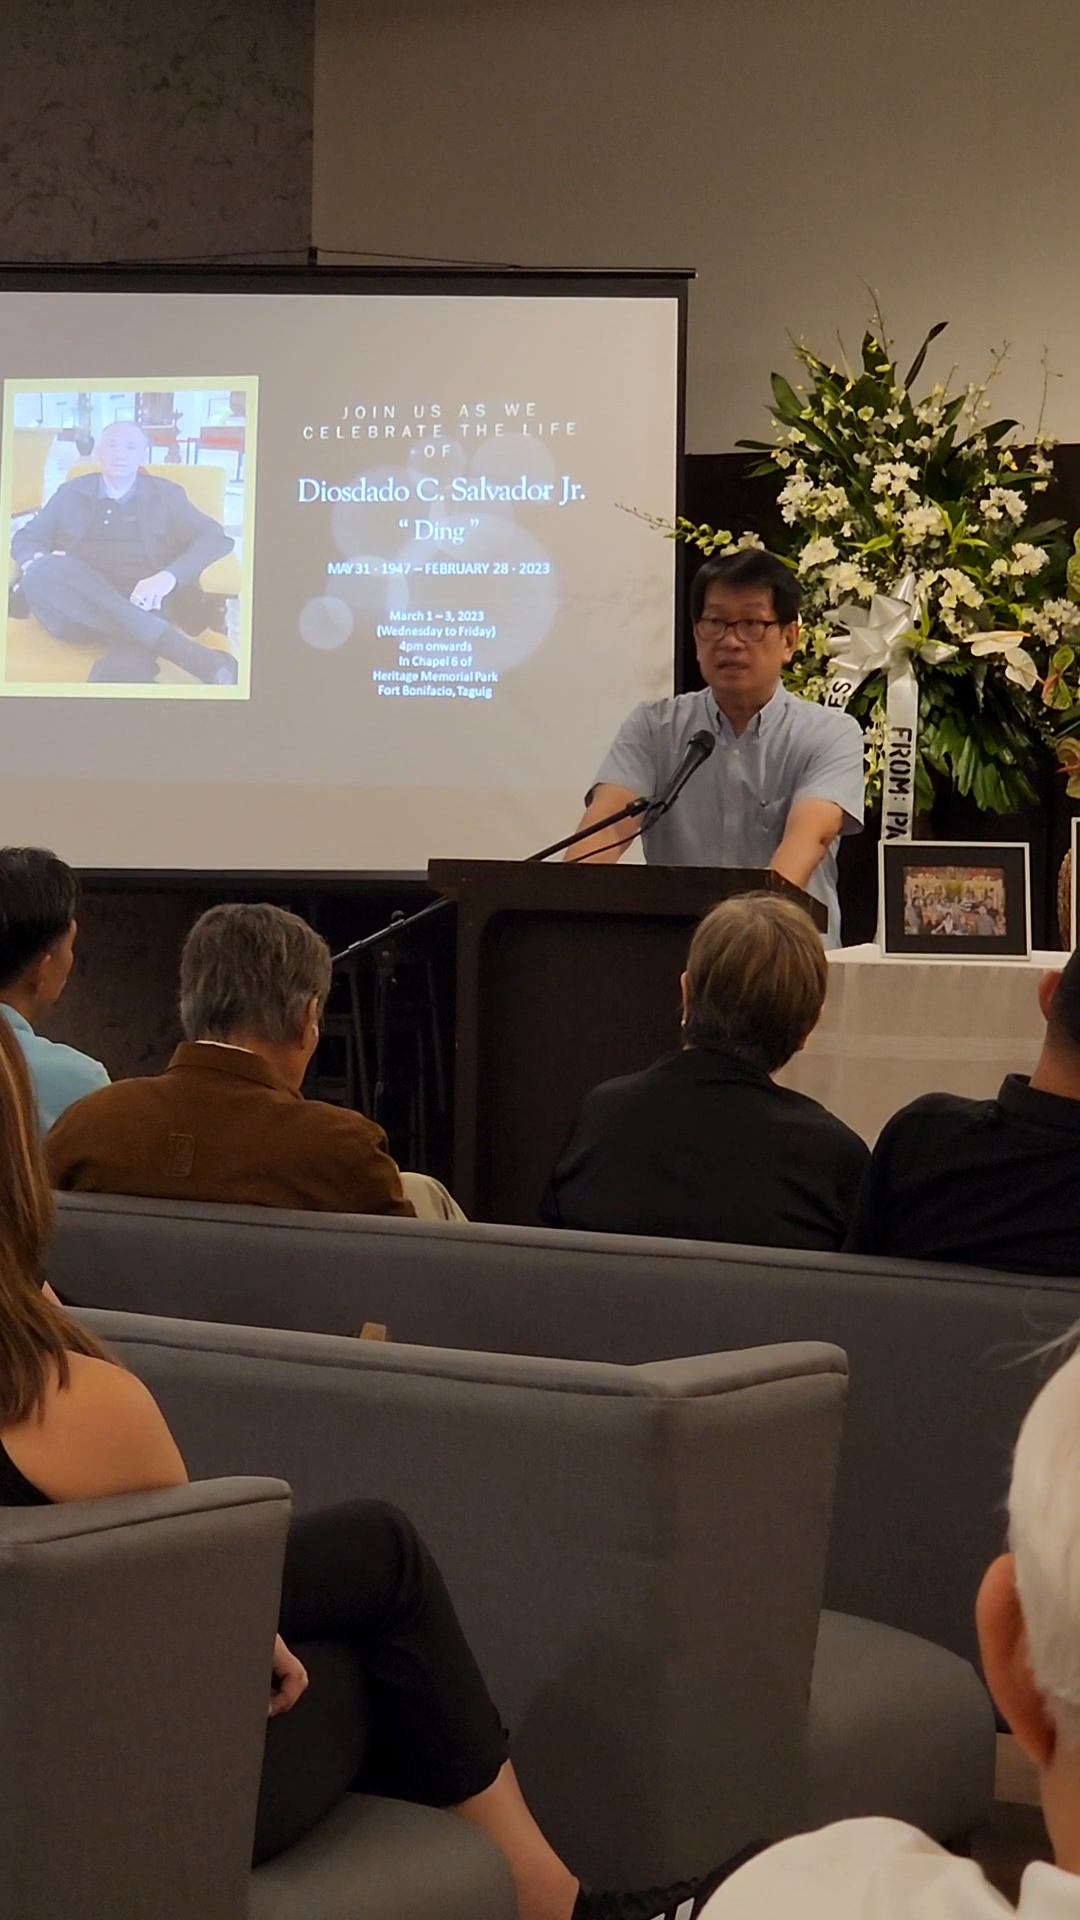 JOIN US AS WE
CELEBRATE THE LIFE
OF
Diosdado C. Salvador Jr.
“ Ding ”
MAY 31 · 1947 – FEBRUARY 28 · 2023
March 1 – 3, 2023
(Wednesday to Friday)
4pm onwards
In Chapel 6 of
Heritage Memorial Park
Fort Bonifacio, Taguig
FROM: